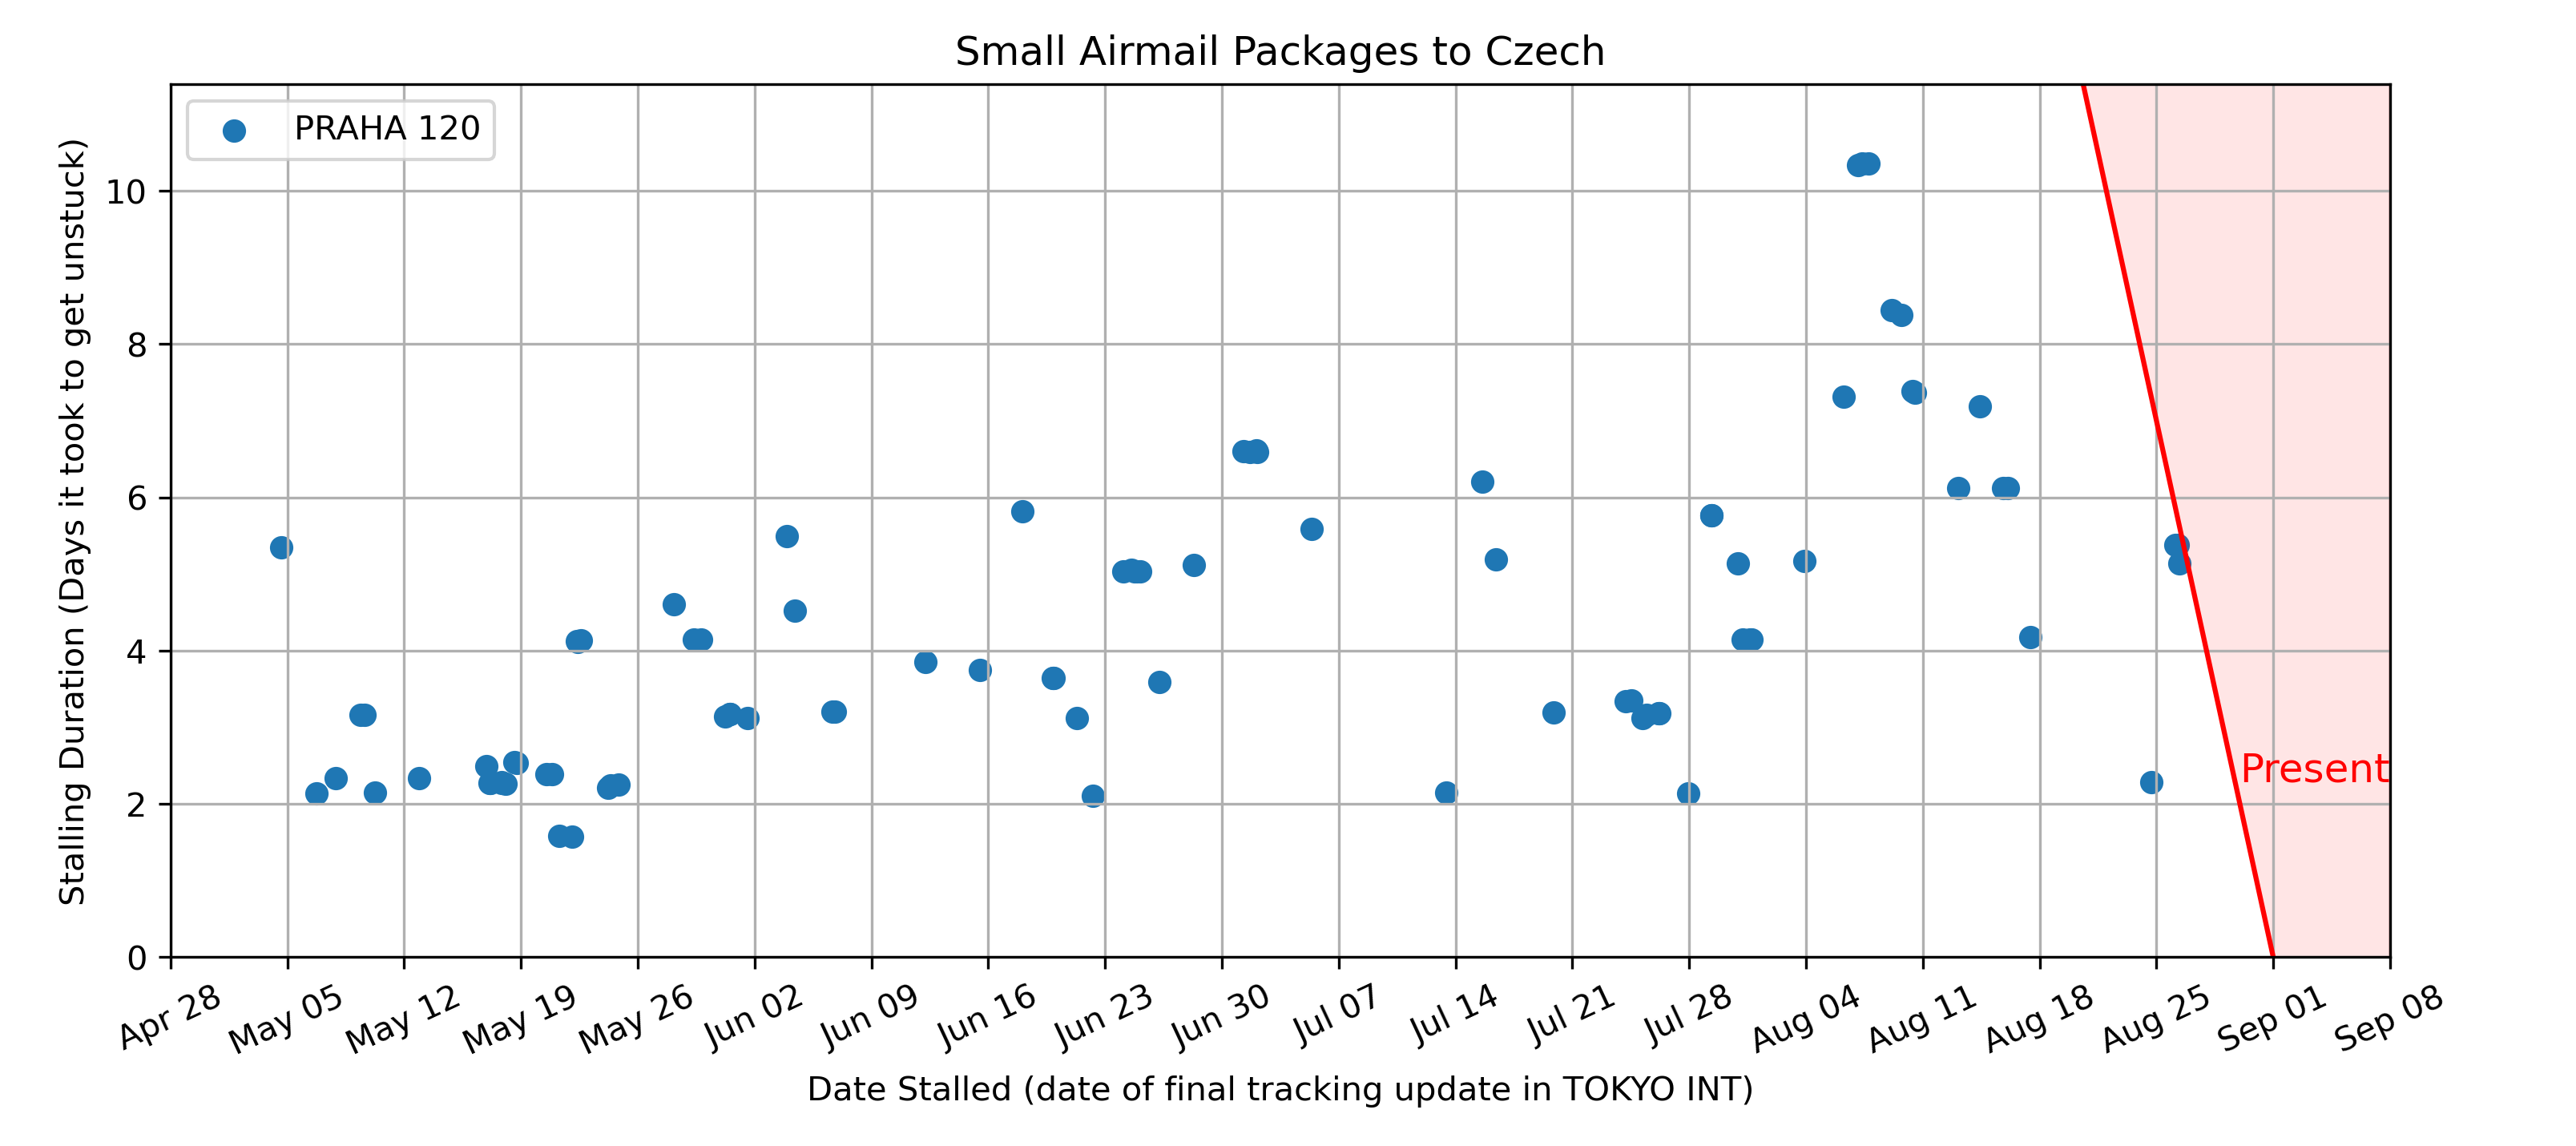 Small Airmail Packages to Czech
PRAHA 120
Stalling Duration (Days it took to get unstuck)
10
8
6
4
2
0
Present
Apr 28 May 05 May 12 May 19 May 26 Jun 02 Jun 09 Jun 16 Jun 23 Jun 30 Jul 07 Jul 14 Jul 21 Jul 28 Aug 04 Aug 11 Aug 18 Aug 25 Sep 01 Sep 08
Date Stalled (date of final tracking update in TOKYO INT)